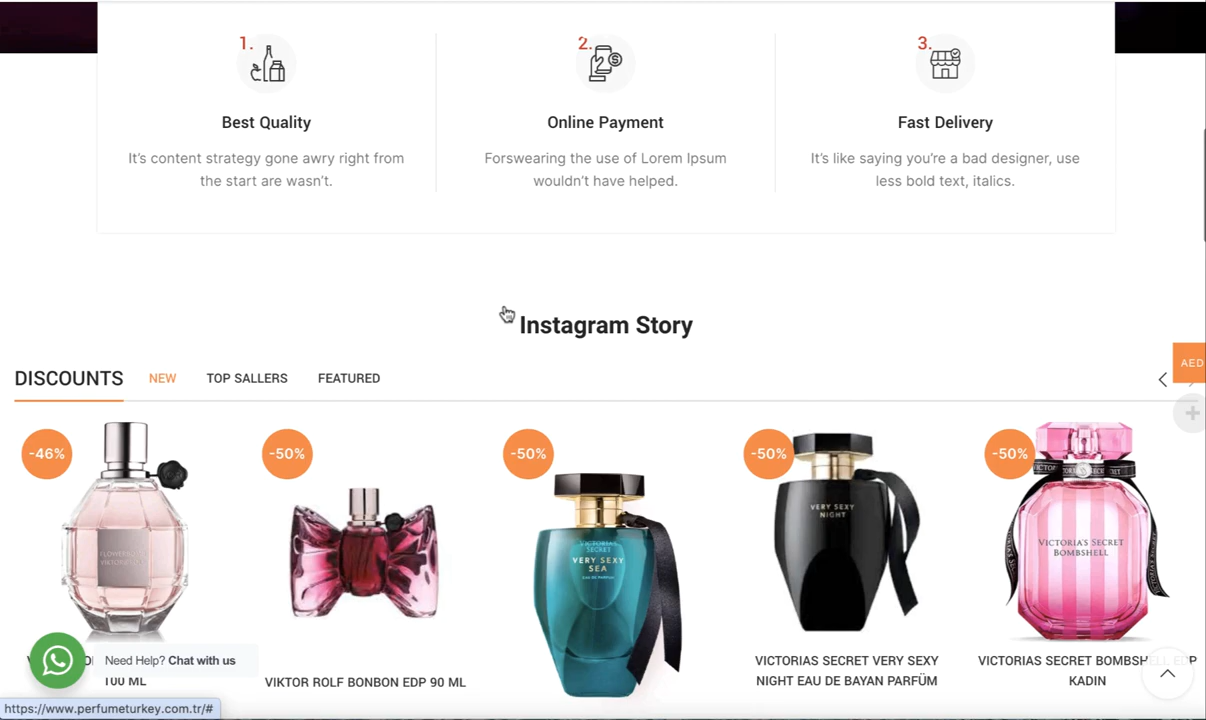 1.
2.
3.
Best Quality
Online Payment
Fast Delivery
It's content strategy gone awry right from
the start are wasn't.
Forswearing the use of Lorem Ipsum
wouldn't have helped.
It's like saying you're a bad designer, use
less bold text, italics.
Instagram Story
AED
DISCOUNTS
NEW
TOP SALLERS
FEATURED
-46%
-50%
-50%
-50%
-50%
VERY SEXY
NIGHT
VICTORIA'S SECRET
BOMBSHELL
VICTORIA'S
SECRET
VERY SEXY
SEA
EAU DE PARFUM
100 ML
VIKTOR ROLF BONBON EDP 90 ML
VICTORIAS SECRET VERY SEXY
NIGHT EAU DE BAYAN PARFÜM
VICTORIAS SECRET BOMBSHELL EDP
KADIN
Need Help? Chat with us
https://www.perfumeturkey.com.tr/#